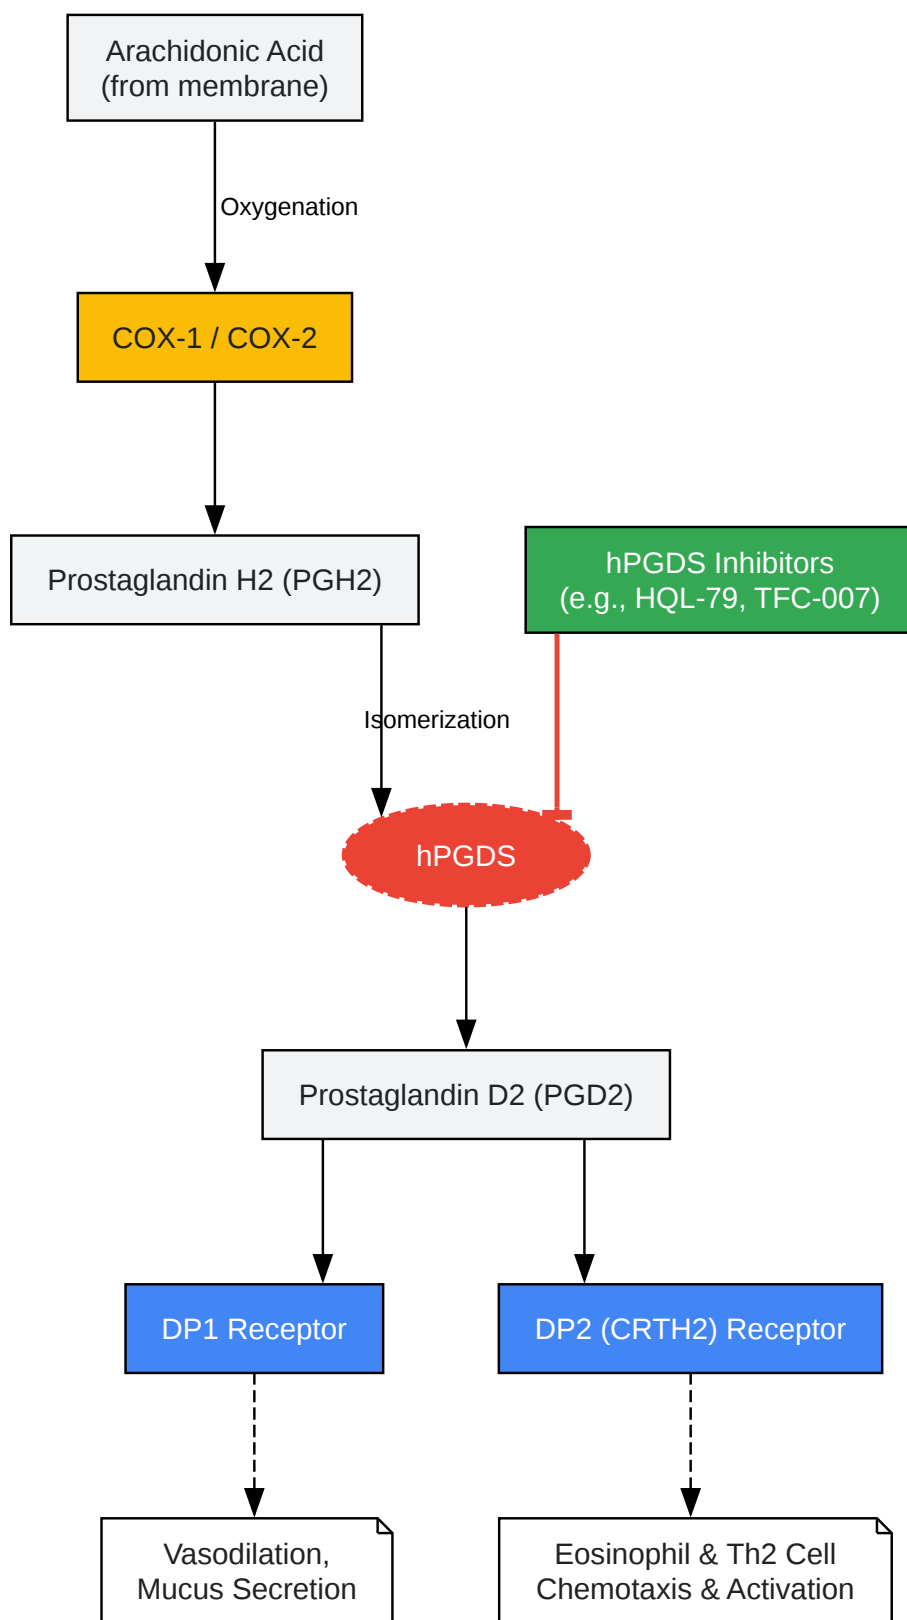 Arachidonic Acid
(from membrane)
Oxygenation
COX-1 / COX-2
Prostaglandin H2 (PGH2)
hPGDS Inhibitors
(e.g., HQL-79, TFC-007)
Isomerization
hPGDS
Prostaglandin D2 (PGD2)
DP1 Receptor
DP2 (CRTH2) Receptor
Vasodilation,
Mucus Secretion
Eosinophil & Th2 Cell
Chemotaxis & Activation